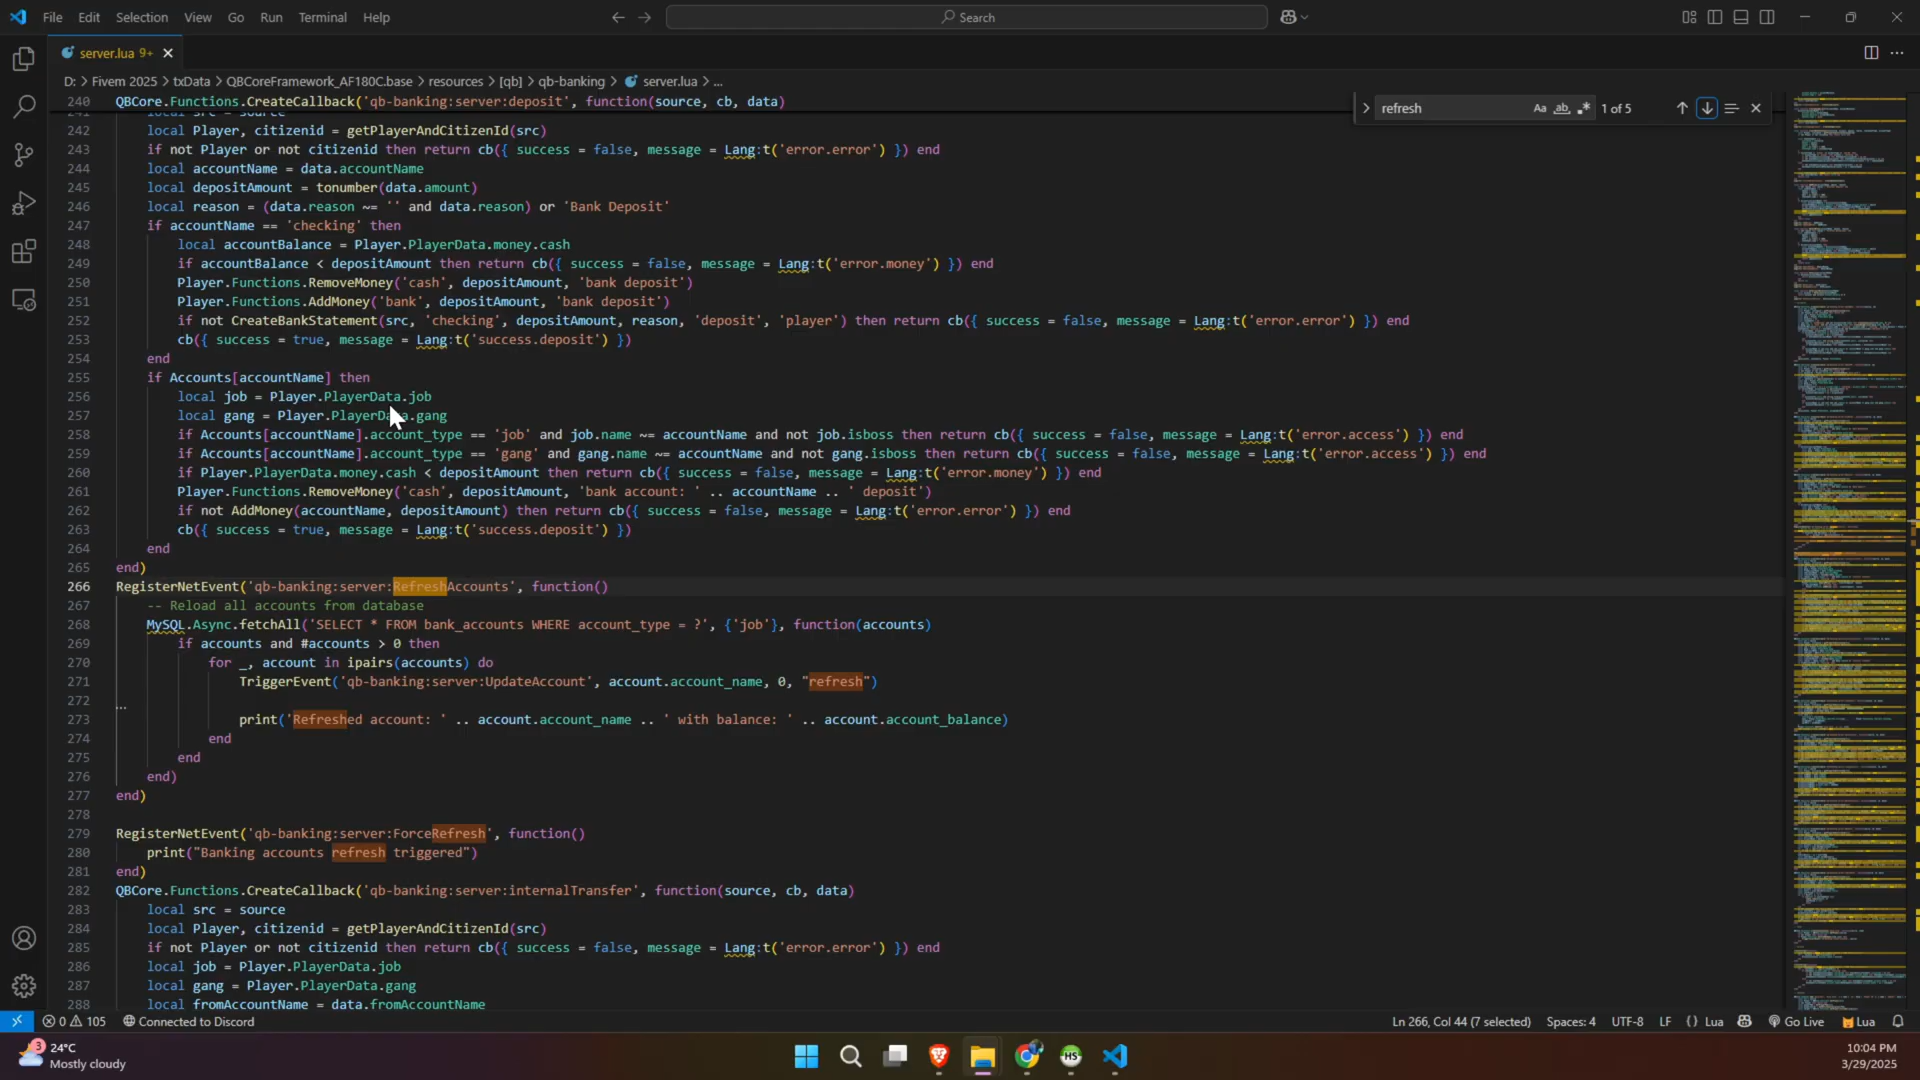 File Edit Selection View Go Run Terminal Help
Search
server.lua 9+
D: > Fivem 2025 > txData > QBCoreFramework_AF180C.base > resources > [qb] > qb-banking > server.lua > ...
refresh Aa ab 1 of 5
240 QBCore.Functions.CreateCallback('qb-banking:server:deposit', function(source, cb, data)
241 local src = source
242 local Player, citizenid = getPlayerAndCitizenId(src)
243 if not Player or not citizenid then return cb({ success = false, message = Lang:t('error.error') }) end
244 local accountName = data.accountName
245 local depositAmount = tonumber(data.amount)
246 local reason = (data.reason ~= '' and data.reason) or 'Bank Deposit'
247 if accountName == 'checking' then
248 local accountBalance = Player.PlayerData.money.cash
249 if accountBalance < depositAmount then return cb({ success = false, message = Lang:t('error.money') }) end
250 Player.Functions.RemoveMoney('cash', depositAmount, 'bank deposit')
251 Player.Functions.AddMoney('bank', depositAmount, 'bank deposit')
252 if not CreateBankStatement(src, 'checking', depositAmount, reason, 'deposit', 'player') then return cb({ success = false, message = Lang:t('error.error') }) end
253 cb({ success = true, message = Lang:t('success.deposit') })
254 end
255 if Accounts[accountName] then
256 local job = Player.PlayerData.job
257 local gang = Player.PlayerData.gang
258 if Accounts[accountName].account_type == 'job' and job.name ~= accountName and not job.isboss then return cb({ success = false, message = Lang:t('error.access') }) end
259 if Accounts[accountName].account_type == 'gang' and gang.name ~= accountName and not gang.isboss then return cb({ success = false, message = Lang:t('error.access') }) end
260 if Player.PlayerData.money.cash < depositAmount then return cb({ success = false, message = Lang:t('error.money') }) end
261 Player.Functions.RemoveMoney('cash', depositAmount, 'bank account: ' .. accountName .. ' deposit')
262 if not AddMoney(accountName, depositAmount) then return cb({ success = false, message = Lang:t('error.error') }) end
263 cb({ success = true, message = Lang:t('success.deposit') })
264 end
265 end)
266 RegisterNetEvent('qb-banking:server:RefreshAccounts', function()
267 -- Reload all accounts from database
268 MySQL.Async.fetchAll('SELECT * FROM bank_accounts WHERE account_type = ?', {'job'}, function(accounts)
269 if accounts and #accounts > 0 then
270 for _, account in ipairs(accounts) do
271 TriggerEvent('qb-banking:server:UpdateAccount', account.account_name, 0, "refresh")
272 ...
273 print('Refreshed account: ' .. account.account_name .. ' with balance: ' .. account.account_balance)
274 end
275 end
276 end)
277 end)
278
279 RegisterNetEvent('qb-banking:server:ForceRefresh', function()
280 print("Banking accounts refresh triggered")
281 end)
282 QBCore.Functions.CreateCallback('qb-banking:server:internalTransfer', function(source, cb, data)
283 local src = source
284 local Player, citizenid = getPlayerAndCitizenId(src)
285 if not Player or not citizenid then return cb({ success = false, message = Lang:t('error.error') }) end
286 local job = Player.PlayerData.job
287 local gang = Player.PlayerData.gang
288 local fromAccountName = data.fromAccountName
0 105 Connected to Discord
Ln 266, Col 44 (7 selected) Spaces: 4 UTF-8 LF {} Lua Go Live Lua
3 24°C
Mostly cloudy
HS
10:04 PM
3/29/2025